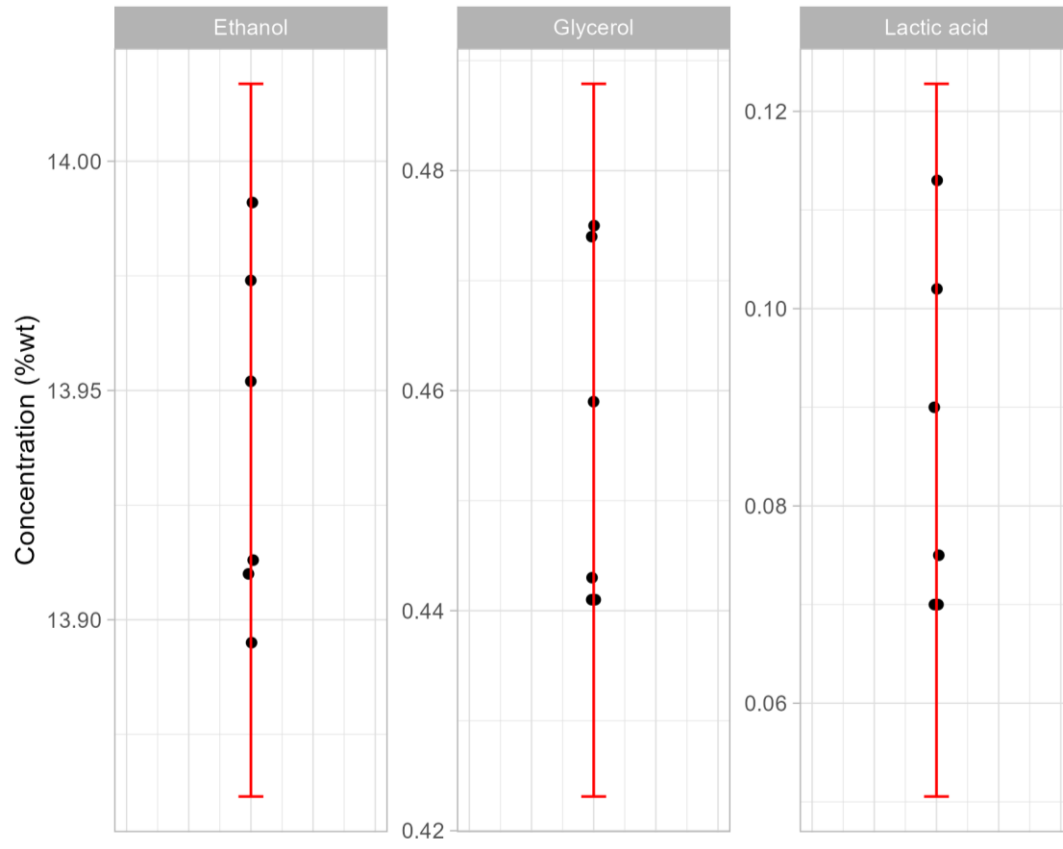 Ethanol
Glycerol
Lactic acid
Concentration (%wt)
14.00
13.95
13.90
0.48
0.46
0.44
0.42
0.12
0.10
0.08
0.06